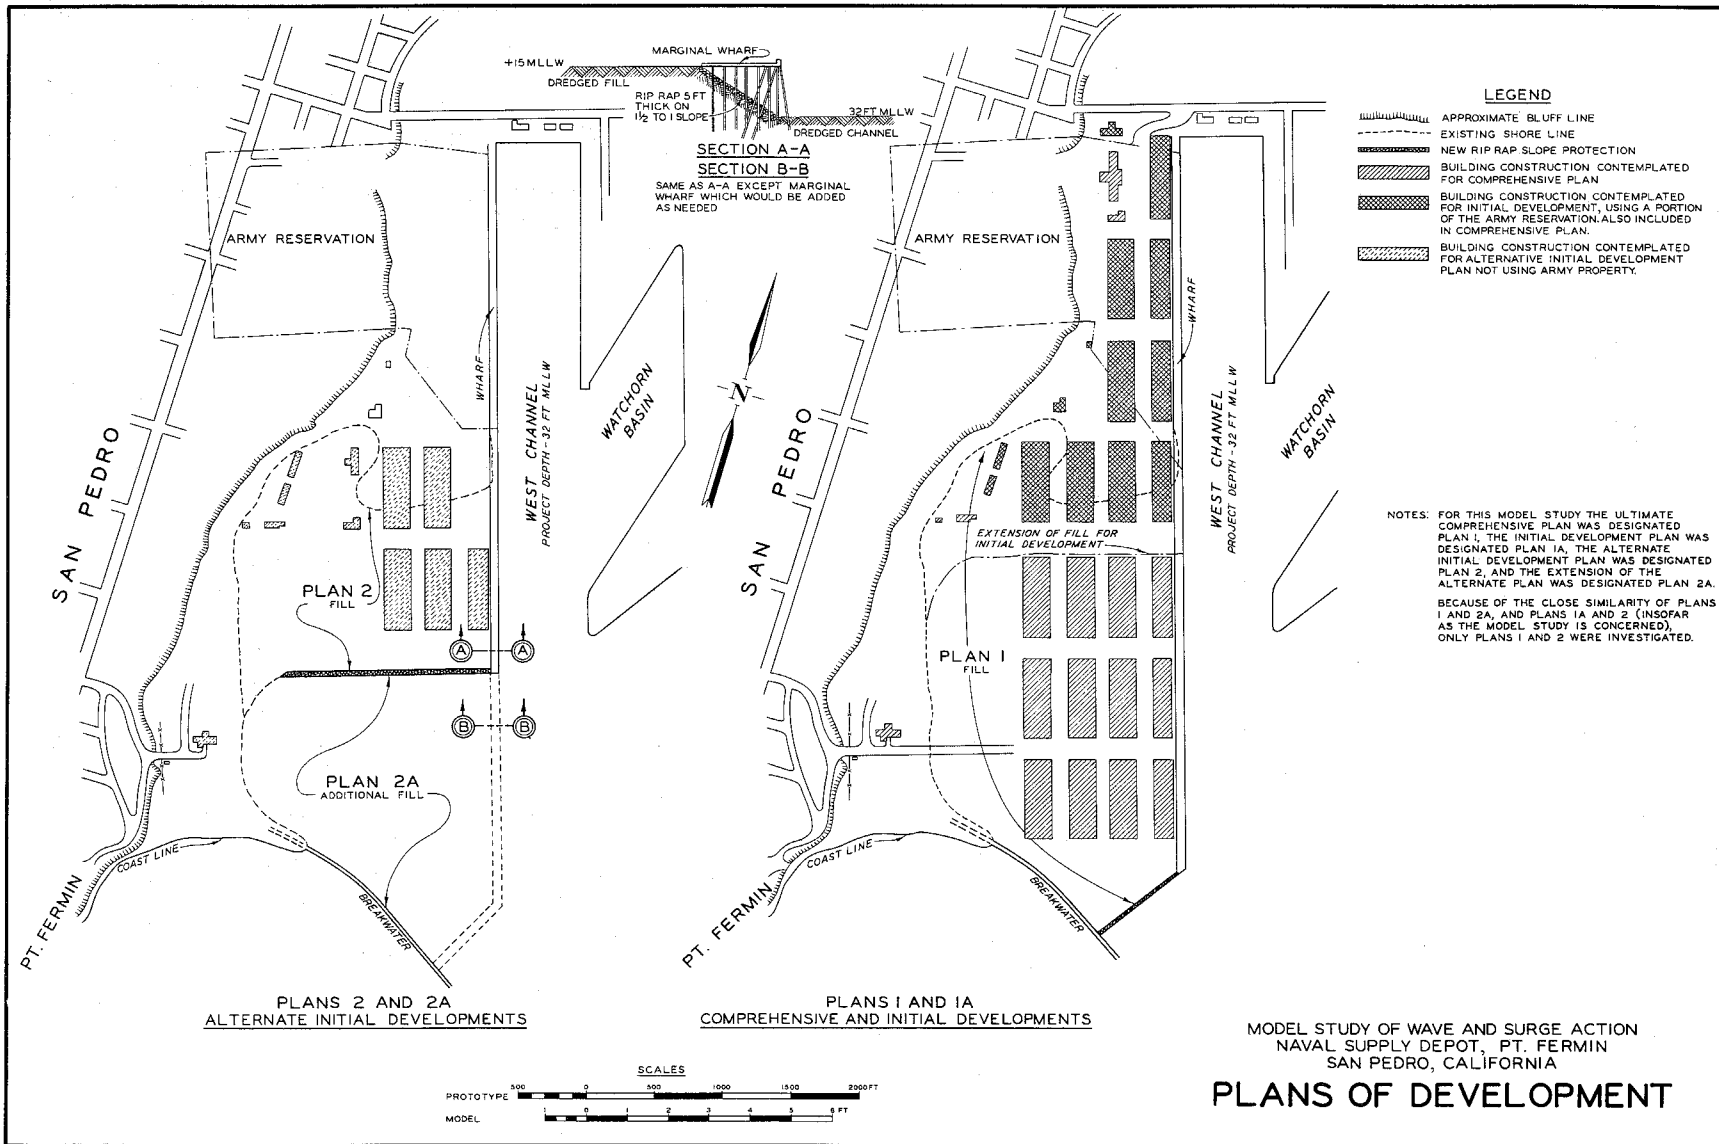 MARGINAL WHARF
+15 MLLW
DREDGED FILL
RIP RAP 5 FT
THICK ON
1½ TO 1 SLOPE
32 FT MLLW
DREDGED CHANNEL
SECTION A-A
SECTION B-B
SAME AS A-A EXCEPT MARGINAL
WHARF WHICH WOULD BE ADDED
AS NEEDED
ARMY RESERVATION
WHARF
WEST CHANNEL
PROJECT DEPTH -32 FT MLLW
WATCHORN
BASIN
N
SAN PEDRO
PLAN 2
FILL
A
A
B
B
PLAN 2A
ADDITIONAL FILL
COAST LINE
BREAKWATER
PT. FERMIN
PLANS 2 AND 2A
ALTERNATE INITIAL DEVELOPMENTS
ARMY RESERVATION
WHARF
WEST CHANNEL
PROJECT DEPTH -32 FT MLLW
WATCHORN
BASIN
SAN PEDRO
EXTENSION OF FILL FOR
INITIAL DEVELOPMENT
PLAN 1
FILL
COAST LINE
BREAKWATER
PT. FERMIN
PLANS 1 AND 1A
COMPREHENSIVE AND INITIAL DEVELOPMENTS
LEGEND
APPROXIMATE BLUFF LINE
EXISTING SHORE LINE
NEW RIP RAP SLOPE PROTECTION
BUILDING CONSTRUCTION CONTEMPLATED
FOR COMPREHENSIVE PLAN
BUILDING CONSTRUCTION CONTEMPLATED
FOR INITIAL DEVELOPMENT, USING A PORTION
OF THE ARMY RESERVATION. ALSO INCLUDED
IN COMPREHENSIVE PLAN.
BUILDING CONSTRUCTION CONTEMPLATED
FOR ALTERNATIVE INITIAL DEVELOPMENT
PLAN NOT USING ARMY PROPERTY.
NOTES: FOR THIS MODEL STUDY THE ULTIMATE
COMPREHENSIVE PLAN WAS DESIGNATED
PLAN 1, THE INITIAL DEVELOPMENT PLAN WAS
DESIGNATED PLAN 1A, THE ALTERNATE
INITIAL DEVELOPMENT PLAN WAS DESIGNATED
PLAN 2, AND THE EXTENSION OF THE
ALTERNATE PLAN WAS DESIGNATED PLAN 2A.
BECAUSE OF THE CLOSE SIMILARITY OF PLANS
1 AND 2A, AND PLANS 1A AND 2 (INSOFAR
AS THE MODEL STUDY IS CONCERNED),
ONLY PLANS 1 AND 2 WERE INVESTIGATED.
SCALES
500 0 500 1000 1500 2000 FT
PROTOTYPE
1 0 1 2 3 4 5 6 FT
MODEL
MODEL STUDY OF WAVE AND SURGE ACTION
NAVAL SUPPLY DEPOT, PT. FERMIN
SAN PEDRO, CALIFORNIA
PLANS OF DEVELOPMENT